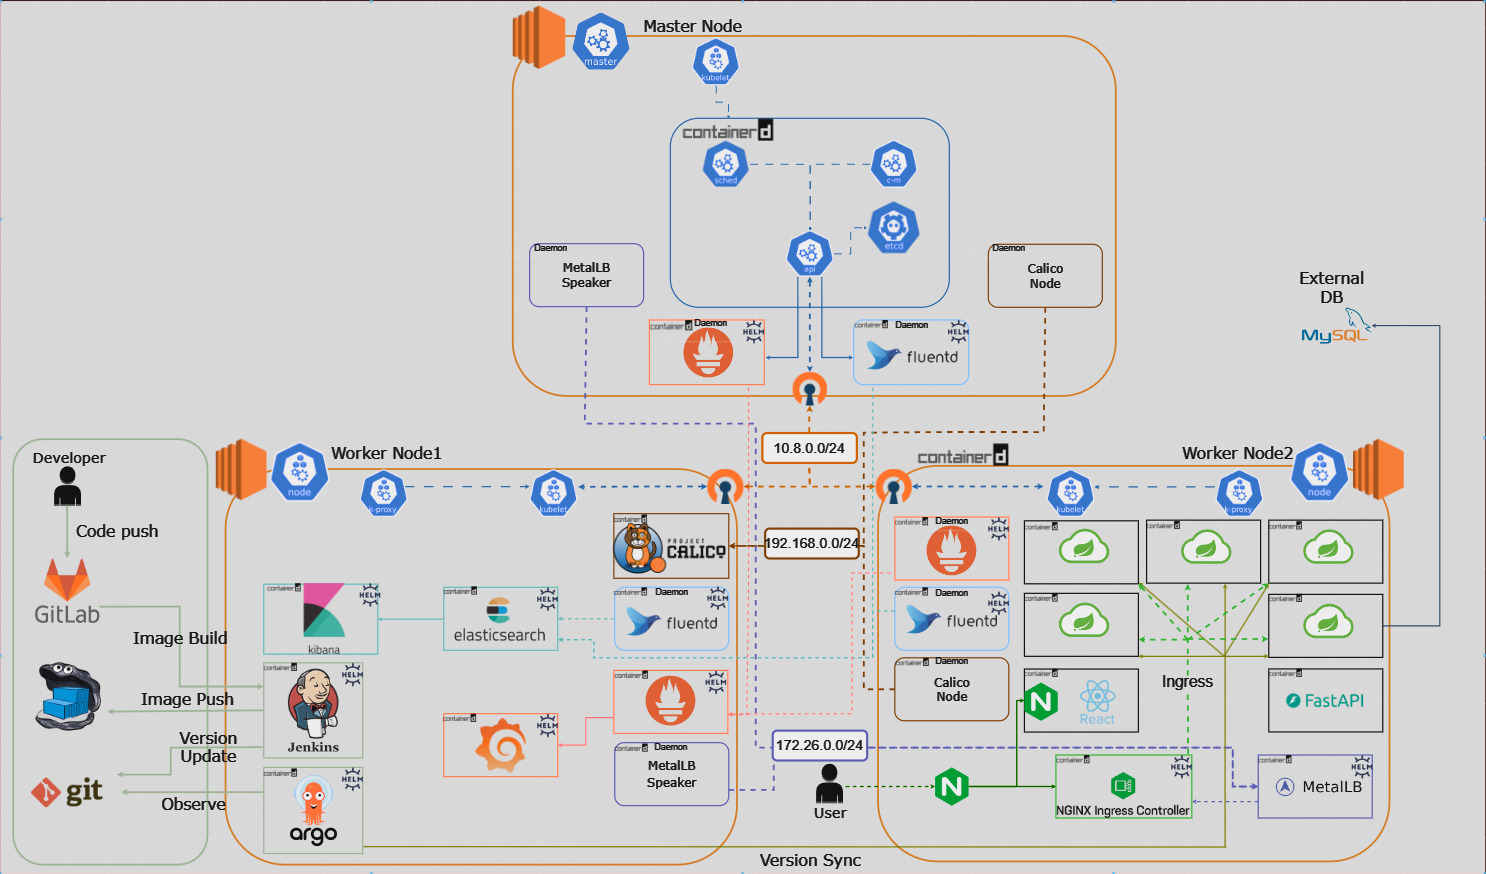 Master Node
master
kubelet
containerd
sched
c-m
etcd
api
Daemon
MetalLB
Speaker
Daemon
Calico
Node
containerd
Daemon
HELM
containerd
Daemon
HELM
fluentd
External
DB
MySQL
10.8.0.0/24
Developer
Code push
GitLab
Image Build
Image Push
Version
Update
git
Observe
Worker Node1
node
k-proxy
kubelet
containerd
PROJECT
CALICO
192.168.0.0/24
containerd
HELM
kibana
containerd
HELM
elasticsearch
containerd
Daemon
HELM
fluentd
containerd
HELM
Jenkins
containerd
HELM
argo
containerd
HELM
containerd
HELM
containerd
Daemon
MetalLB
Speaker
172.26.0.0/24
User
containerd
Worker Node2
node
kubelet
k-proxy
containerd
Daemon
HELM
containerd
containerd
containerd
containerd
Daemon
HELM
fluentd
containerd
containerd
containerd
Daemon
Calico
Node
Ingress
containerd
React
containerd
FastAPI
containerd
HELM
NGINX Ingress Controller
containerd
HELM
MetalLB
Version Sync